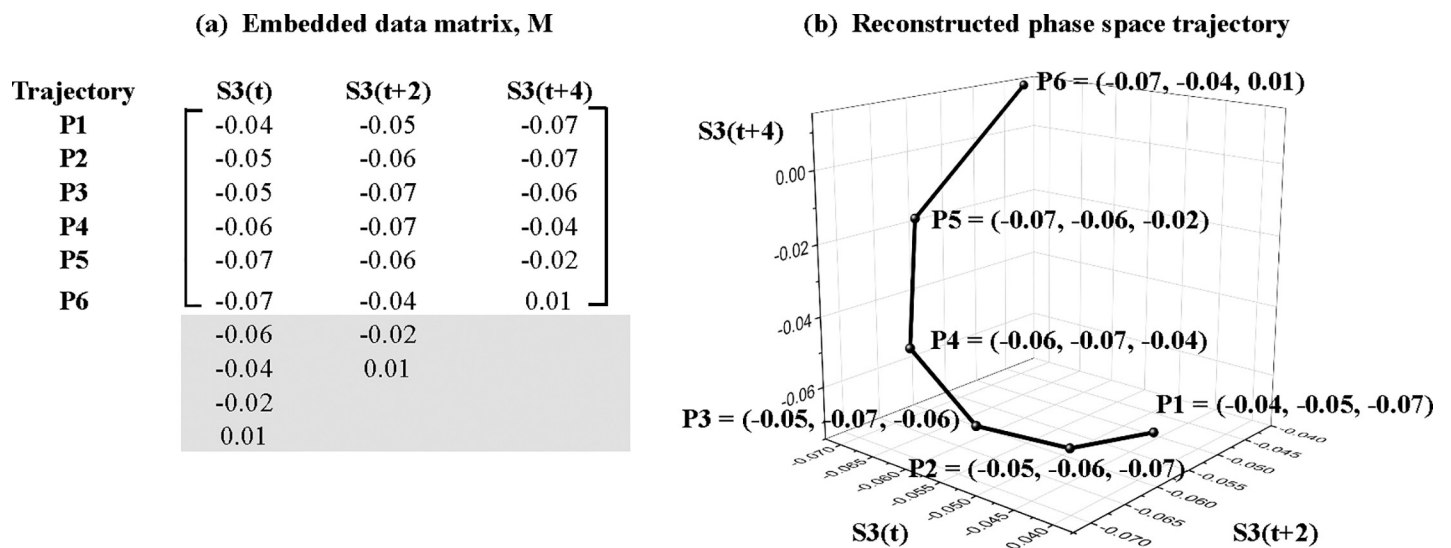 (a) Embedded data matrix, M
Trajectory S3(t) S3(t+2) S3(t+4)
P1 -0.04 -0.05 -0.07
P2 -0.05 -0.06 -0.07
P3 -0.05 -0.07 -0.06
P4 -0.06 -0.07 -0.04
P5 -0.07 -0.06 -0.02
P6 -0.07 -0.04 0.01
-0.06 -0.02
-0.04 0.01
-0.02
0.01
(b) Reconstructed phase space trajectory
P6 = (-0.07, -0.04, 0.01)
S3(t+4)
0.00
P5 = (-0.07, -0.06, -0.02)
-0.02
-0.04
P4 = (-0.06, -0.07, -0.04)
-0.06
P3 = (-0.05, -0.07, -0.06)
P1 = (-0.04, -0.05, -0.07)
P2 = (-0.05, -0.06, -0.07)
-0.070
-0.065
-0.060
-0.055
-0.050
-0.045
-0.040
S3(t)
-0.040
-0.045
-0.050
-0.055
-0.060
-0.065
-0.070
S3(t+2)